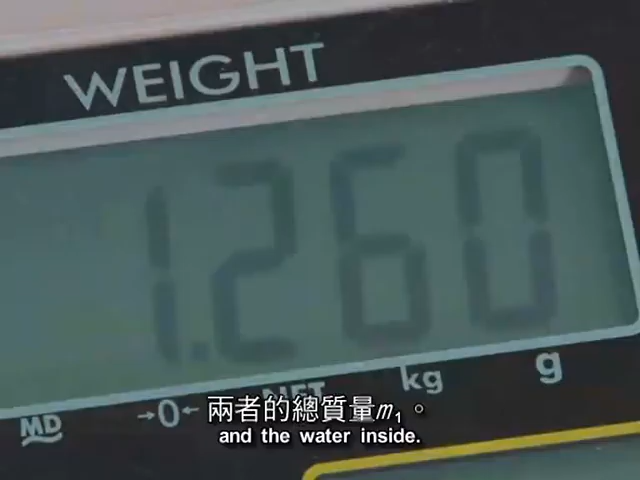 WEIGHT
1.260
kg
g
MD
→0←
NET
兩者的總質量m₁。
and the water inside.